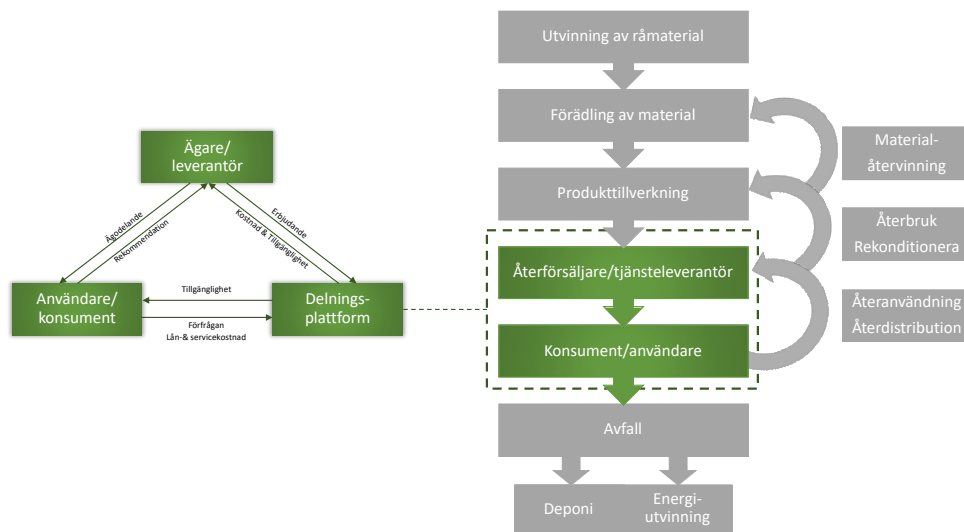 Utvinning av råmaterial
Förädling av material
Produkttillverkning
Återförsäljare/tjänsteleverantör
Konsument/användare
Avfall
Deponi
Energi-
utvinning
Material-
återvinning
Återbruk
Rekonditionera
Återanvändning
Återdistribution
Ägare/
leverantör
Ägodelande
Rekommendation
Erbjudande
Kostnad & Tillgänglighet
Användare/
konsument
Tillgänglighet
Förfrågan
Lån-& servicekostnad
Delnings-
plattform